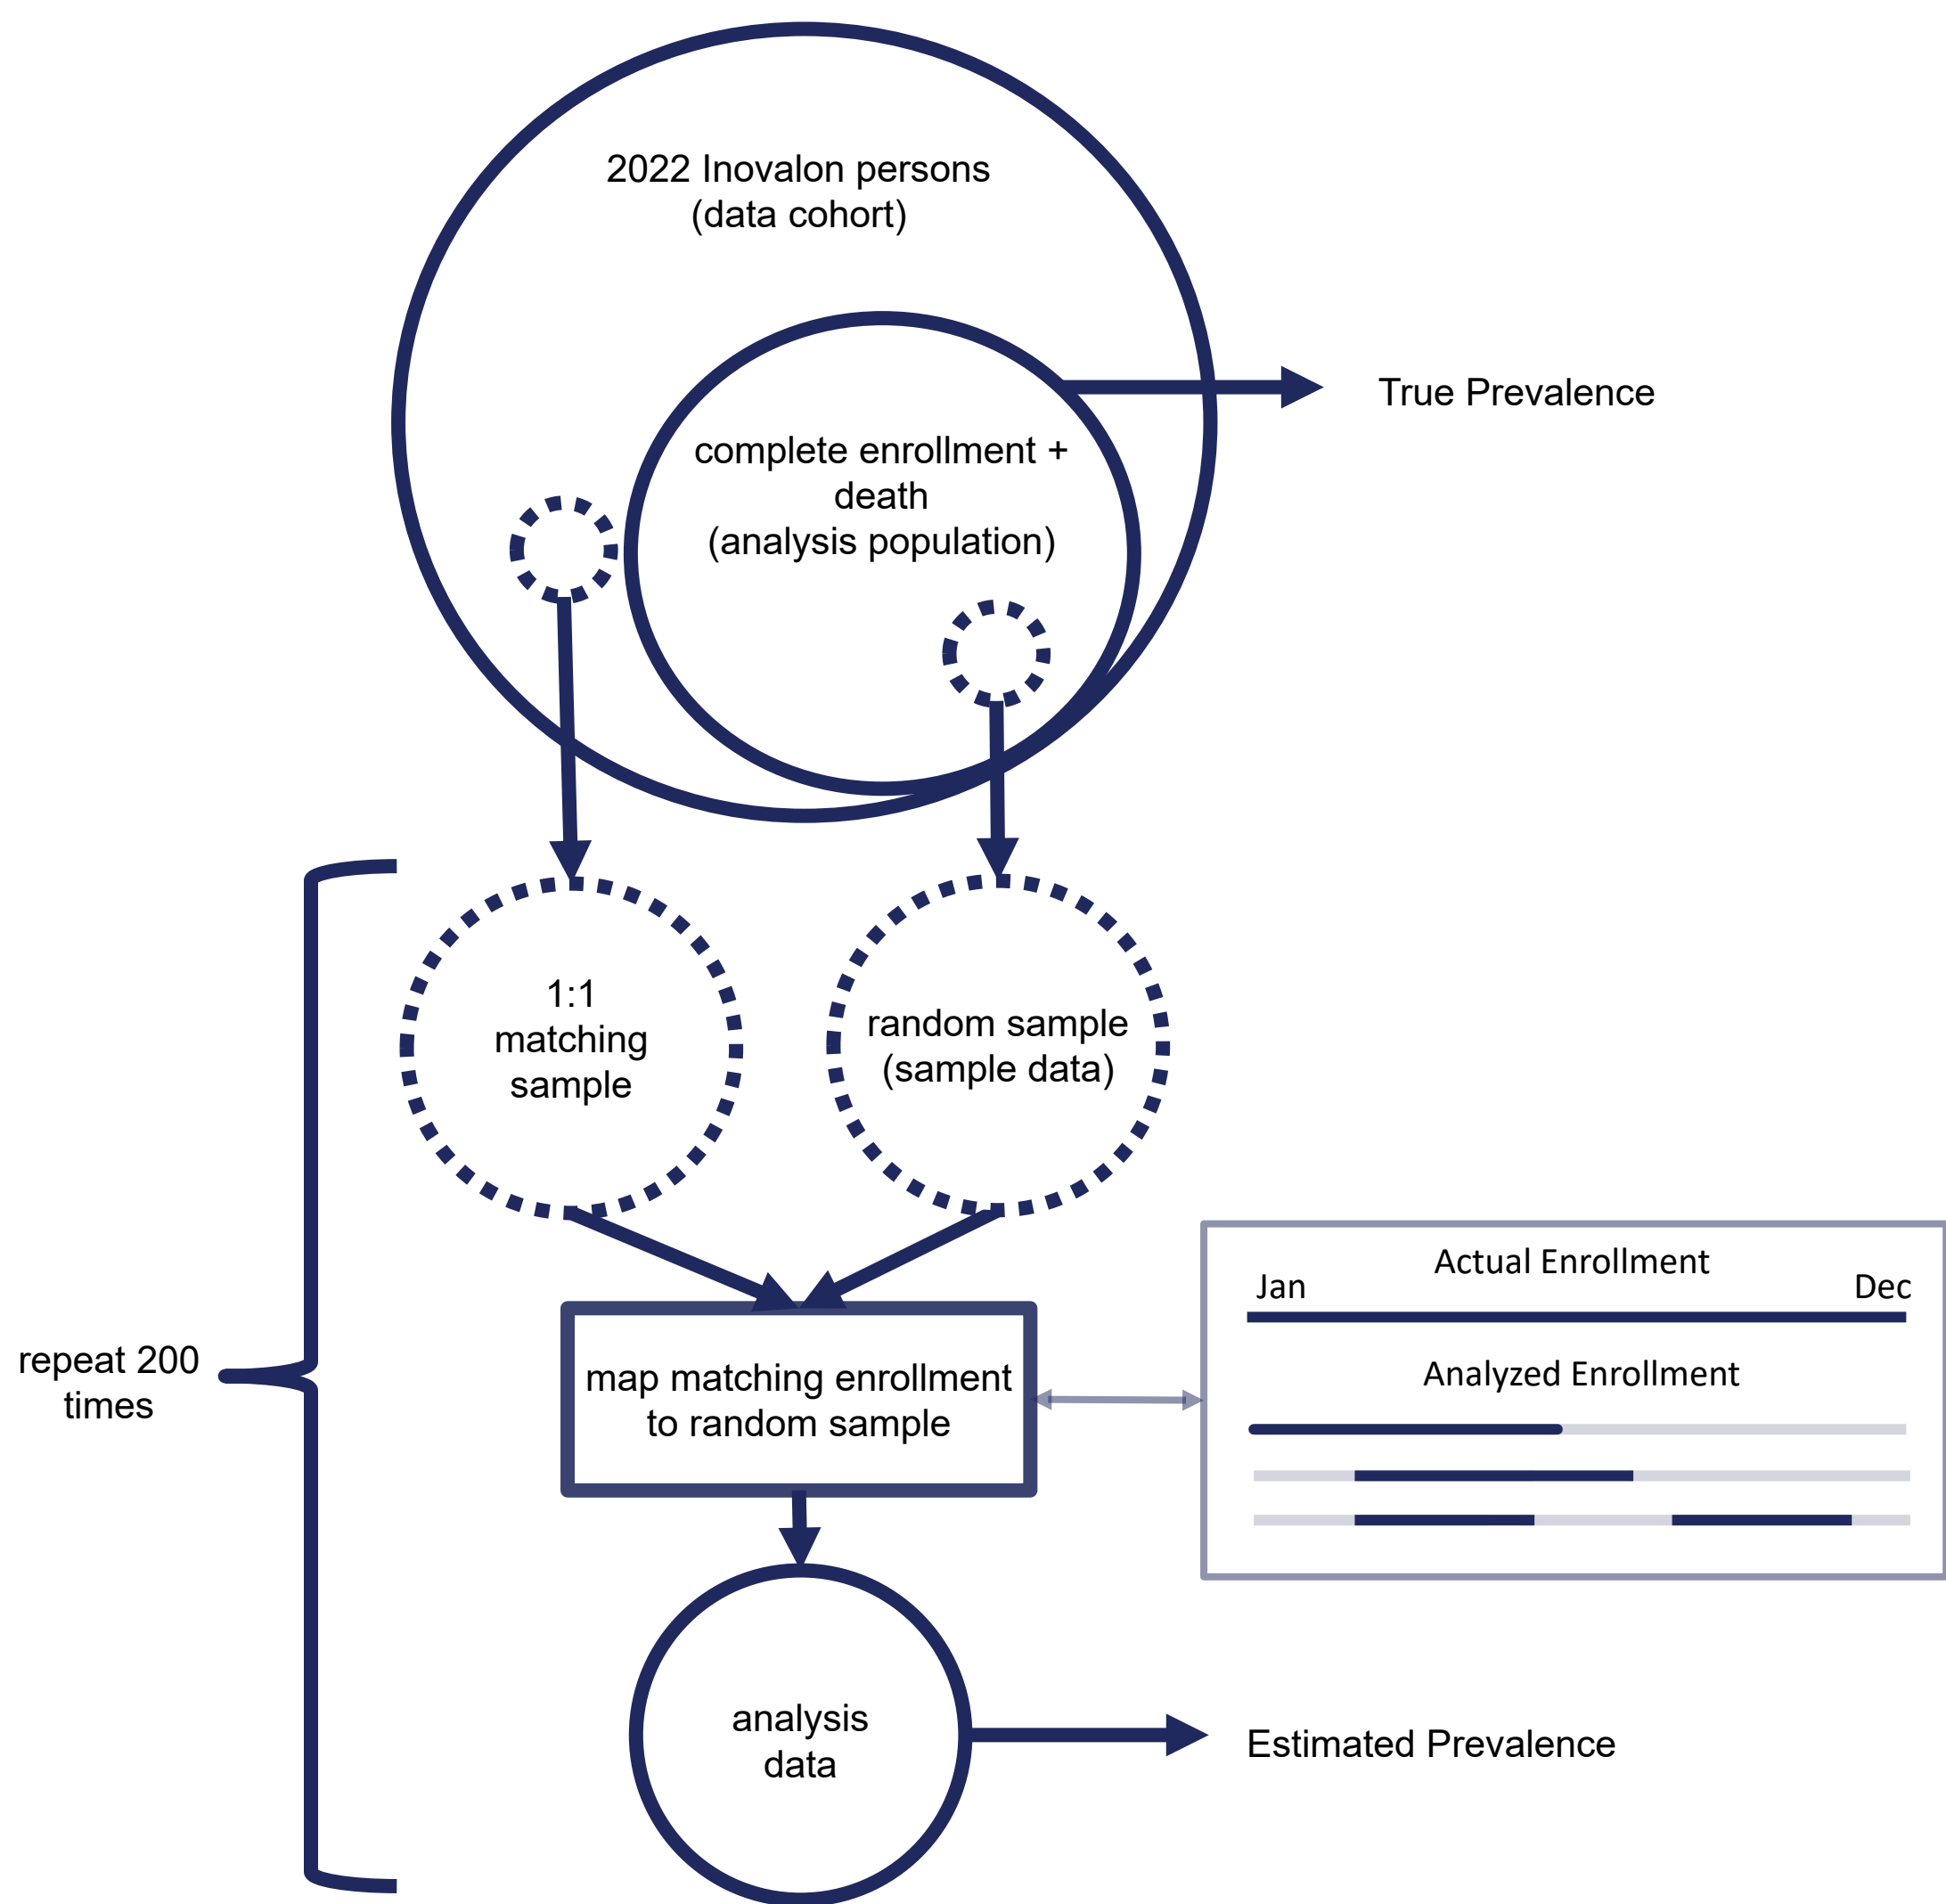 2022 Inovalon persons
(data cohort)
True Prevalence
complete enrollment +
death
(analysis population)
1:1
matching
sample
random sample
(sample data)
repeat 200
times
map matching enrollment
to random sample
Actual Enrollment
Jan
Dec
Analyzed Enrollment
analysis
data
Estimated Prevalence